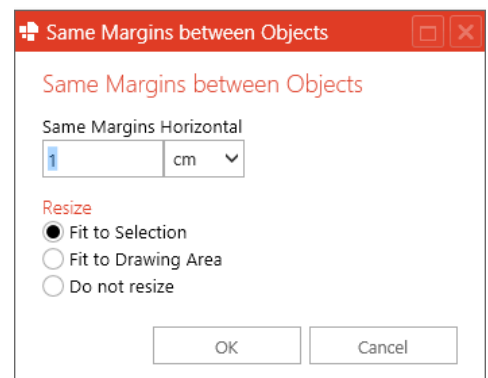 Same Margins between Objects
Same Margins between Objects
Same Margins Horizontal
1 cm
Resize
Fit to Selection
Fit to Drawing Area
Do not resize
OK Cancel